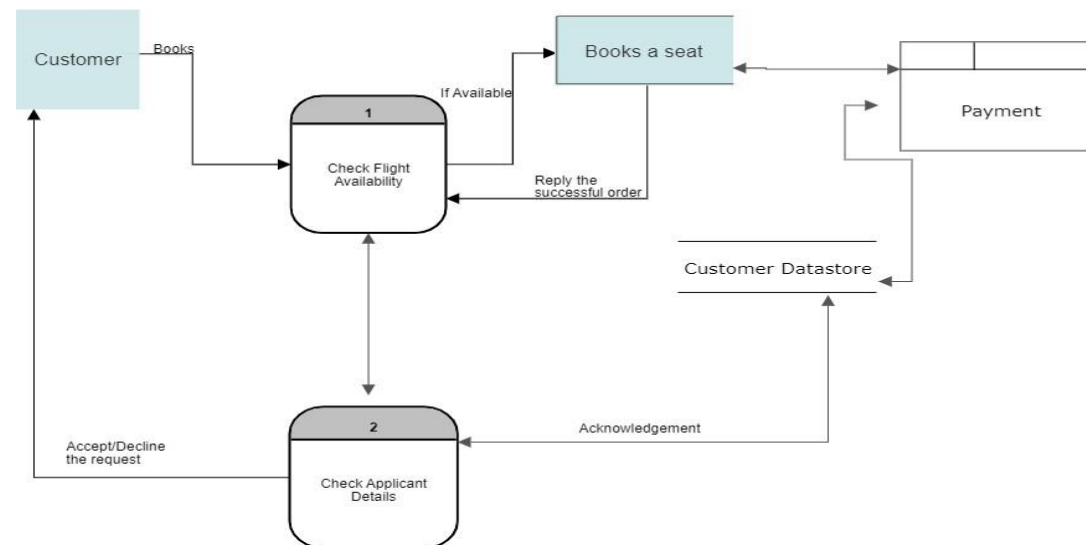 Customer
Books
Books a seat
If Available
1
Check Flight
Availability
Payment
Reply the
successful order
Customer Datastore
2
Acknowledgement
Accept/Decline
the request
Check Applicant
Details